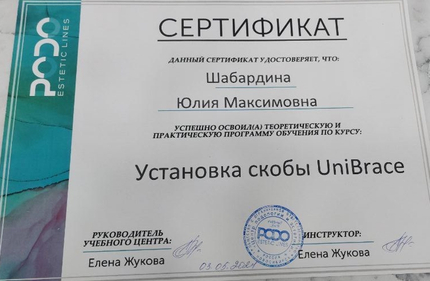 PODO
ESTETIC LINES
СЕРТИФИКАТ
ДАННЫЙ СЕРТИФИКАТ УДОСТОВЕРЯЕТ, ЧТО:
Шабардина
Юлия Максимовна
УСПЕШНО ОСВОИЛ(А) ТЕОРЕТИЧЕСКУЮ И
ПРАКТИЧЕСКУЮ ПРОГРАММУ ОБУЧЕНИЯ ПО КУРСУ:
Установка скобы UniBrace
РУКОВОДИТЕЛЬ
УЧЕБНОГО ЦЕНТРА:
Елена Жукова
PODO
ИНСТРУКТОР:
Елена Жукова